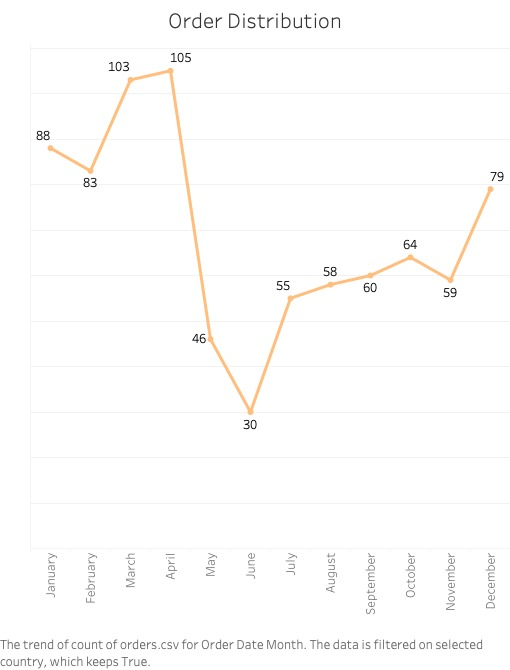 Order Distribution
105
103
88
83
79
64
58
55
60
59
46
30
January
February
March
April
May
June
July
August
September
October
November
December
The trend of count of orders.csv for Order Date Month. The data is filtered on selected
country, which keeps True.